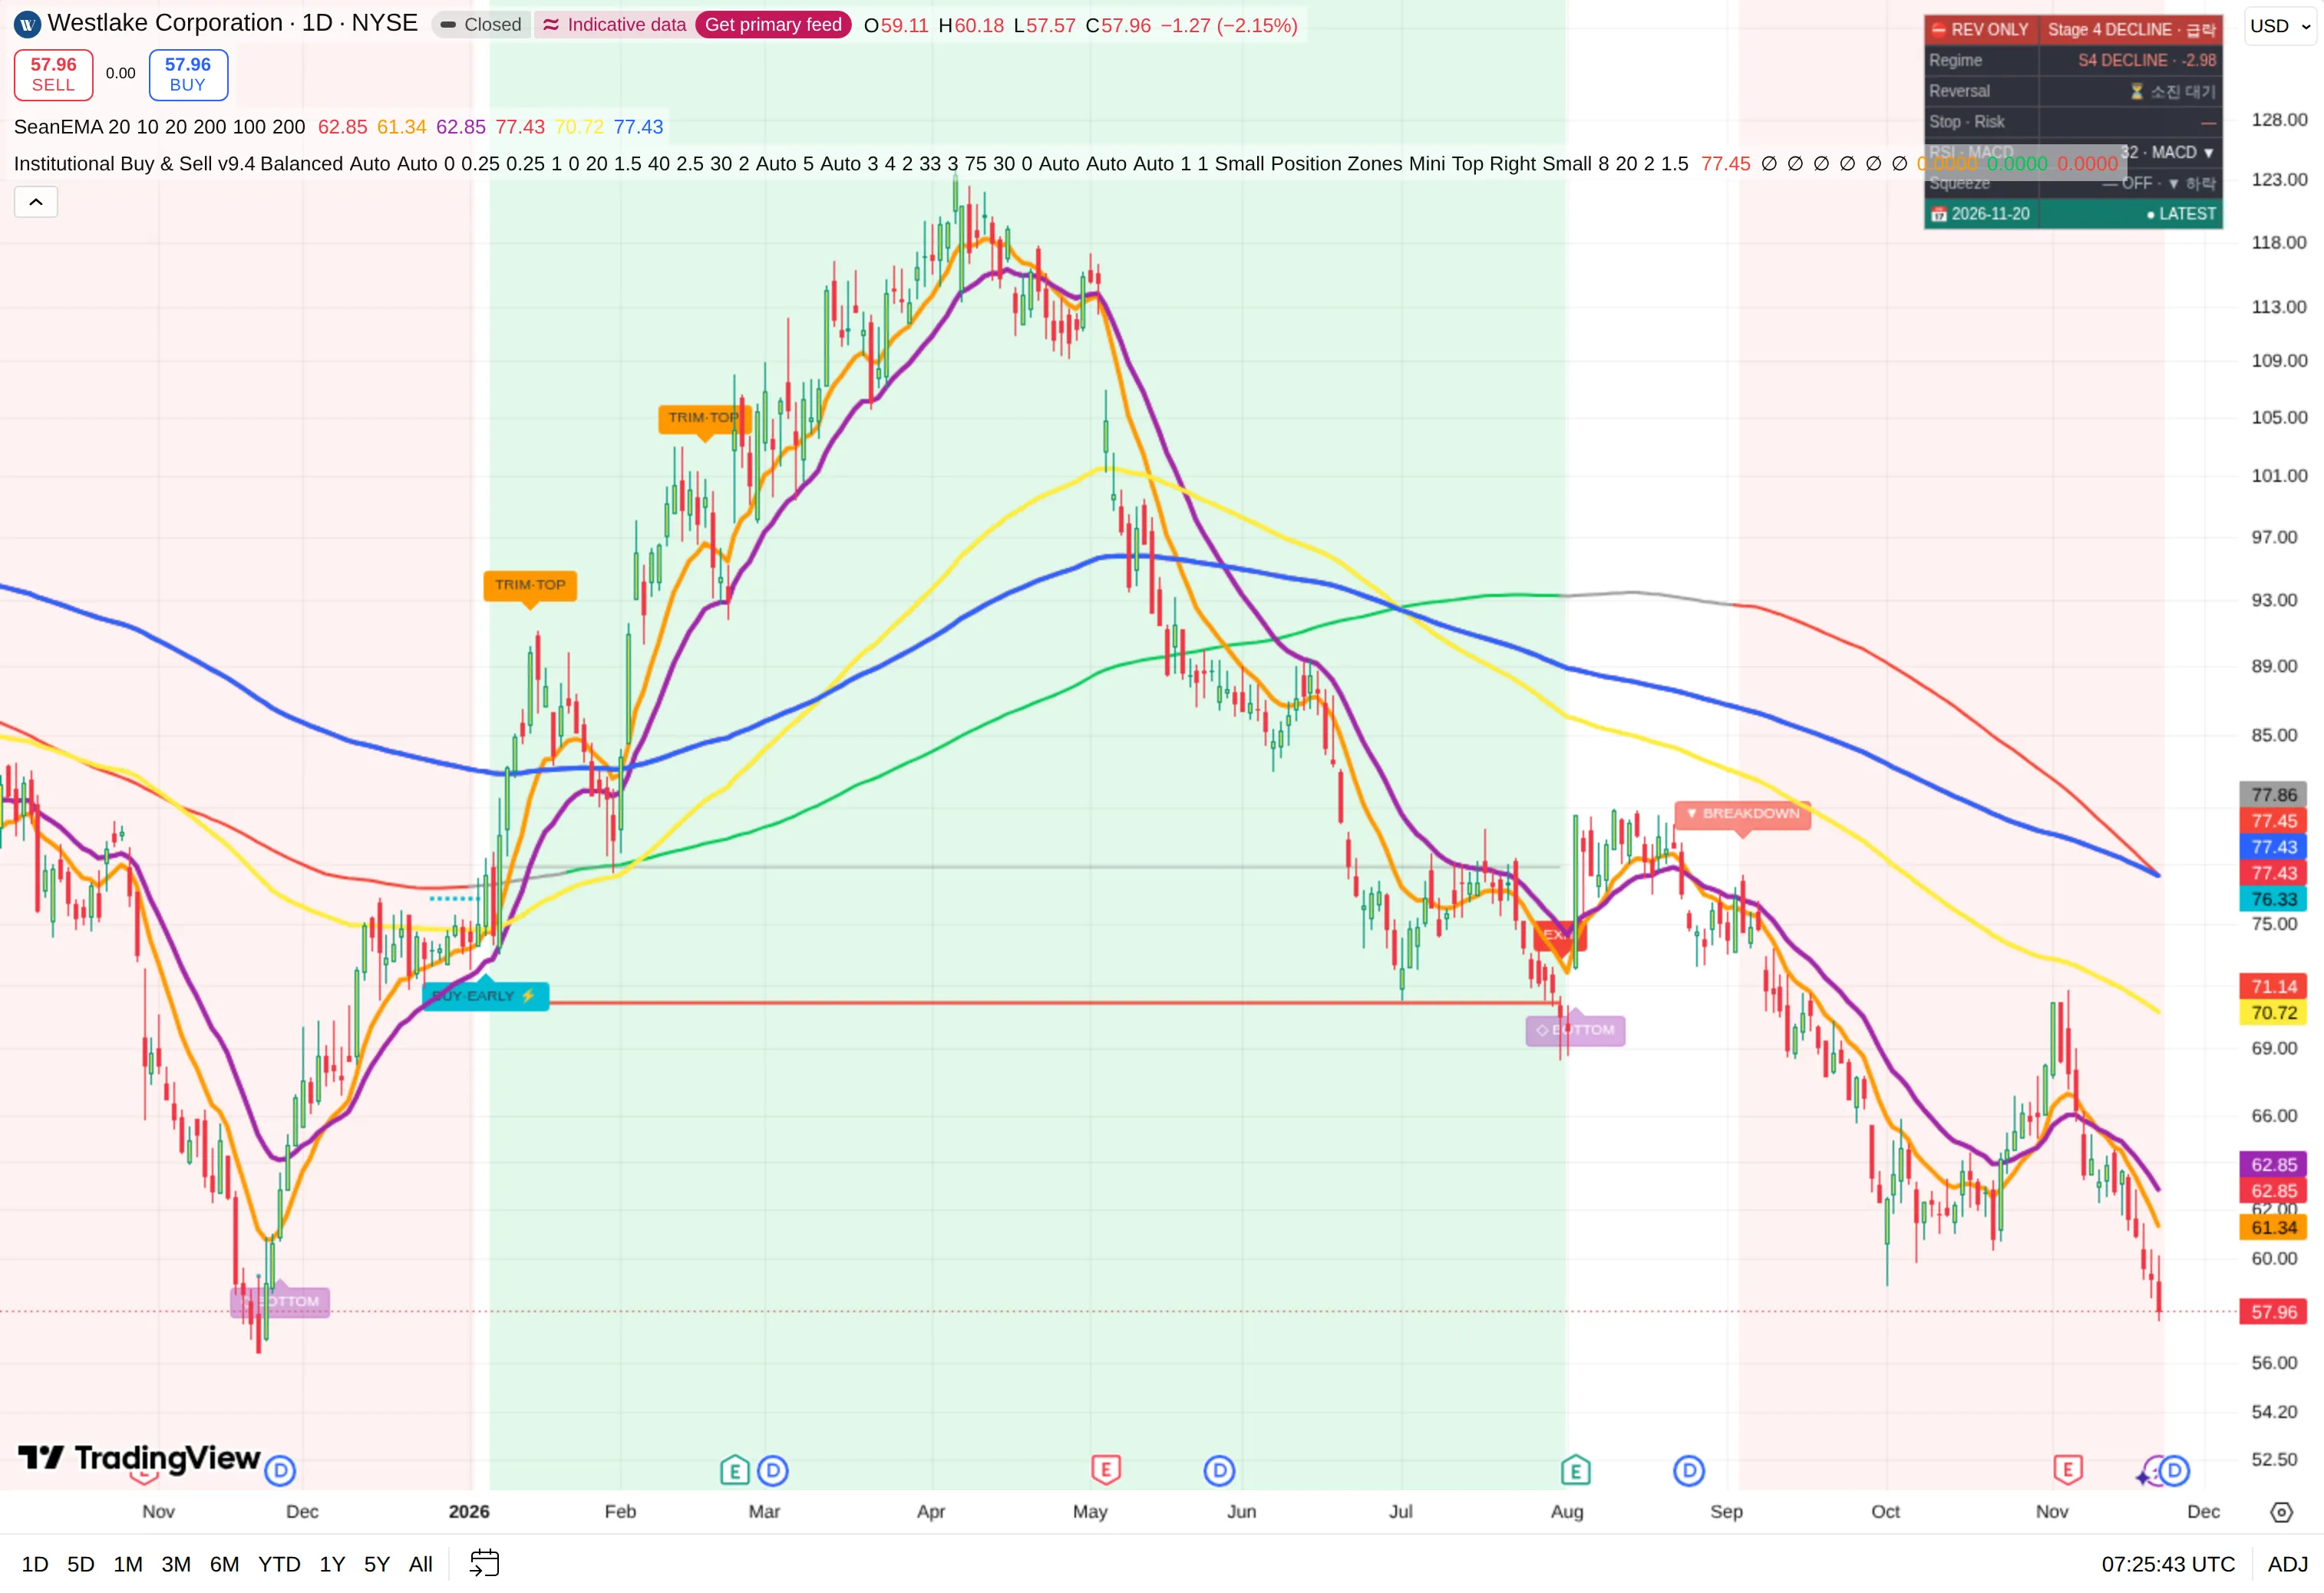 Westlake Corporation · 1D · NYSE Closed Indicative data Get primary feed O59.11 H60.18 L57.57 C57.96 −1.27 (−2.15%)
USD
57.96
SELL
0.00
57.96
BUY
SeanEMA 20 10 20 200 100 200 62.85 61.34 62.85 77.43 70.72 77.43
Institutional Buy & Sell v9.4 Balanced Auto Auto 0 0.25 0.25 1 0 20 1.5 40 2.5 30 2 Auto 5 Auto 3 4 2 33 3 75 30 0 Auto Auto Auto 1 1 Small Position Zones Mini Top Right Small 8 20 2 1.5 77.45 ∅ ∅ ∅ ∅ ∅ ∅ 0.0000 0.0000 0.0000
⛔ REV ONLY Stage 4 DECLINE · 급락
Regime S4 DECLINE · -2.98
Reversal ⏳ 소진 대기
Stop · Risk —
RSI · MACD 32 · MACD ▼
Squeeze — OFF · ▼ 하락
📅 2026-11-20 ● LATEST
TRIM-TOP
TRIM-TOP
BUY-EARLY ⚡
BOTTOM
◇ BOTTOM
▼ BREAKDOWN
128.00
123.00
118.00
113.00
109.00
105.00
101.00
97.00
93.00
89.00
85.00
77.86
77.45
77.43
77.43
76.33
75.00
71.14
70.72
69.00
66.00
62.85
62.85
62.00
61.34
60.00
57.96
56.00
54.20
52.50
TradingView
E D E D E D E D E D
Nov Dec 2026 Feb Mar Apr May Jun Jul Aug Sep Oct Nov Dec
1D 5D 1M 3M 6M YTD 1Y 5Y All 07:25:43 UTC ADJ